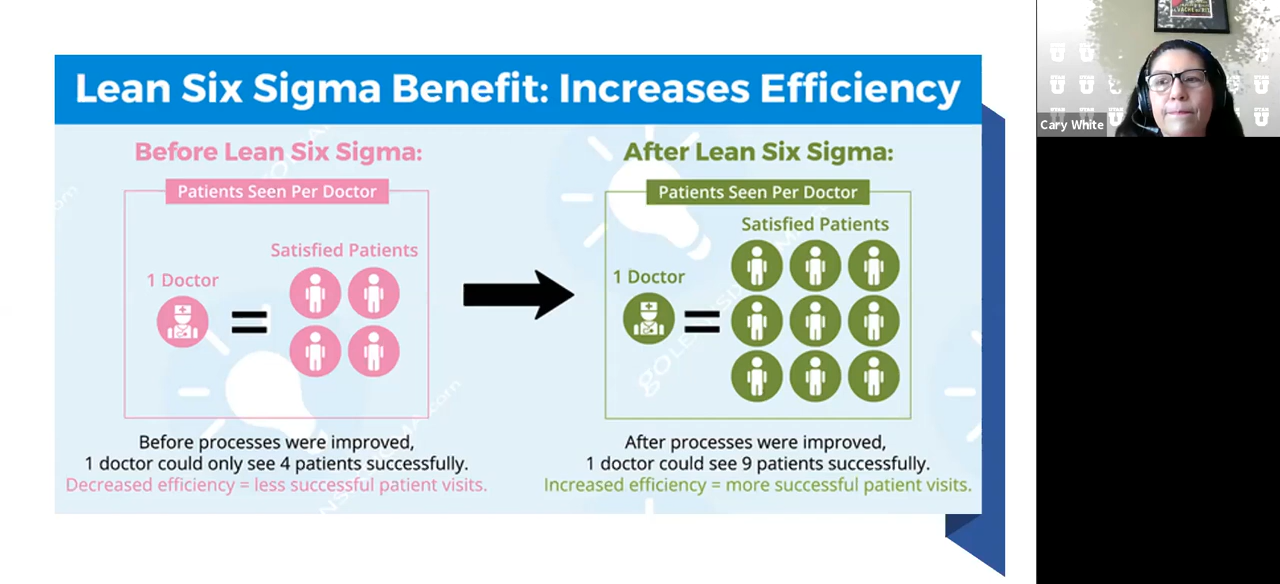 Lean Six Sigma Benefit: Increases Efficiency
Before Lean Six Sigma:
Patients Seen Per Doctor
Satisfied Patients
1 Doctor
=
Before processes were improved,
1 doctor could only see 4 patients successfully.
Decreased efficiency = less successful patient visits.
After Lean Six Sigma:
Patients Seen Per Doctor
Satisfied Patients
1 Doctor
=
After processes were improved,
1 doctor could see 9 patients successfully.
Increased efficiency = more successful patient visits.
Cary White